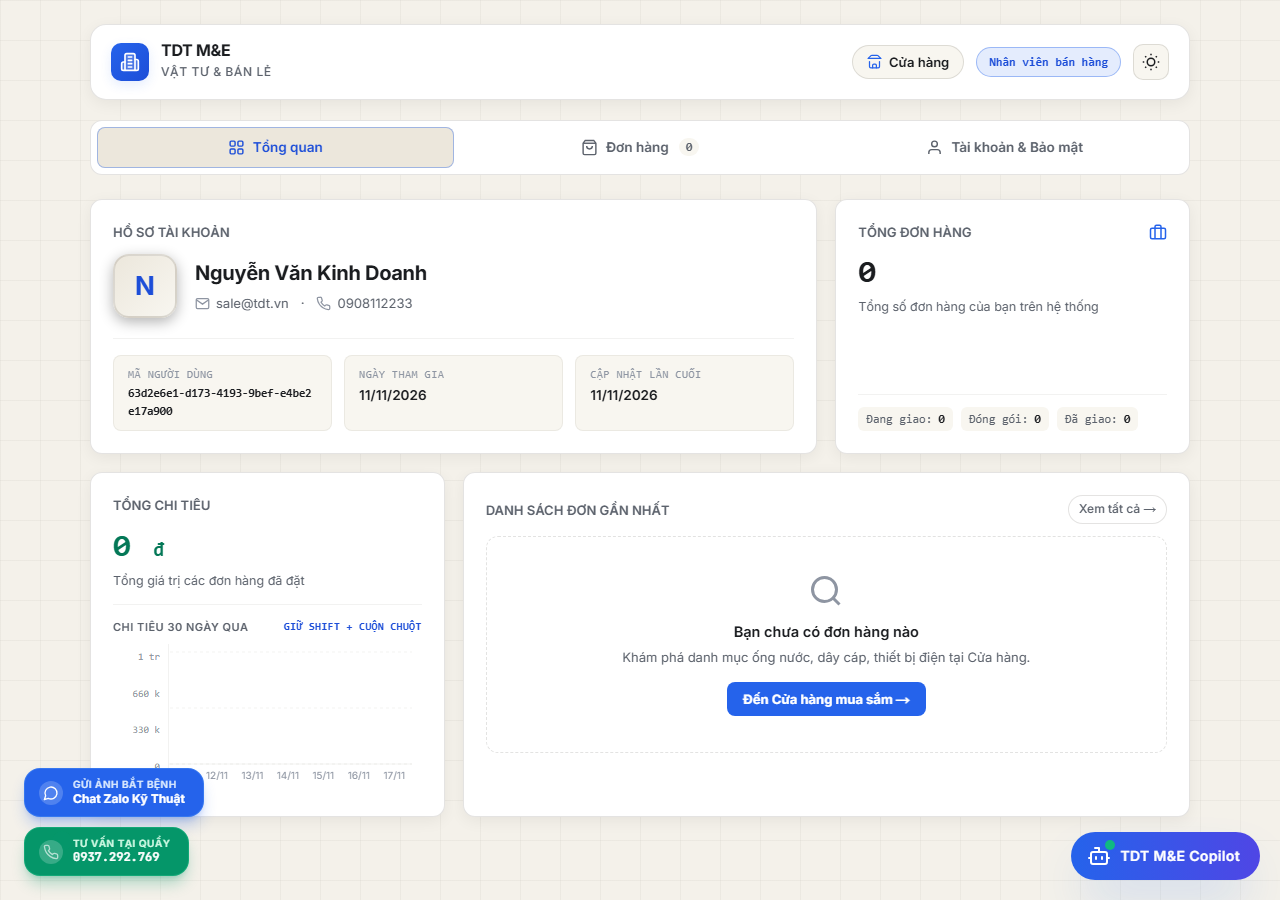 TDT M&E
VẬT TƯ & BÁN LẺ
Cửa hàng
Nhân viên bán hàng
Tổng quan
Đơn hàng 0
Tài khoản & Bảo mật
HỒ SƠ TÀI KHOẢN
N
Nguyễn Văn Kinh Doanh
sale@tdt.vn · 0908112233
MÃ NGƯỜI DÙNG
63d2e6e1-d173-4193-9bef-e4be2
e17a900
NGÀY THAM GIA
11/11/2026
CẬP NHẬT LẦN CUỐI
11/11/2026
TỔNG ĐƠN HÀNG
0
Tổng số đơn hàng của bạn trên hệ thống
Đang giao: 0
Đóng gói: 0
Đã giao: 0
TỔNG CHI TIÊU
0 đ
Tổng giá trị các đơn hàng đã đặt
CHI TIÊU 30 NGÀY QUA
GIỮ SHIFT + CUỘN CHUỘT
1 tr
660 k
330 k
0
12/11 13/11 14/11 15/11 16/11 17/11
DANH SÁCH ĐƠN GẦN NHẤT
Xem tất cả →
Bạn chưa có đơn hàng nào
Khám phá danh mục ống nước, dây cáp, thiết bị điện tại Cửa hàng.
Đến Cửa hàng mua sắm →
GỬI ẢNH BẮT BỆNH
Chat Zalo Kỹ Thuật
TƯ VẤN TẠI QUẦY
0937.292.769
TDT M&E Copilot